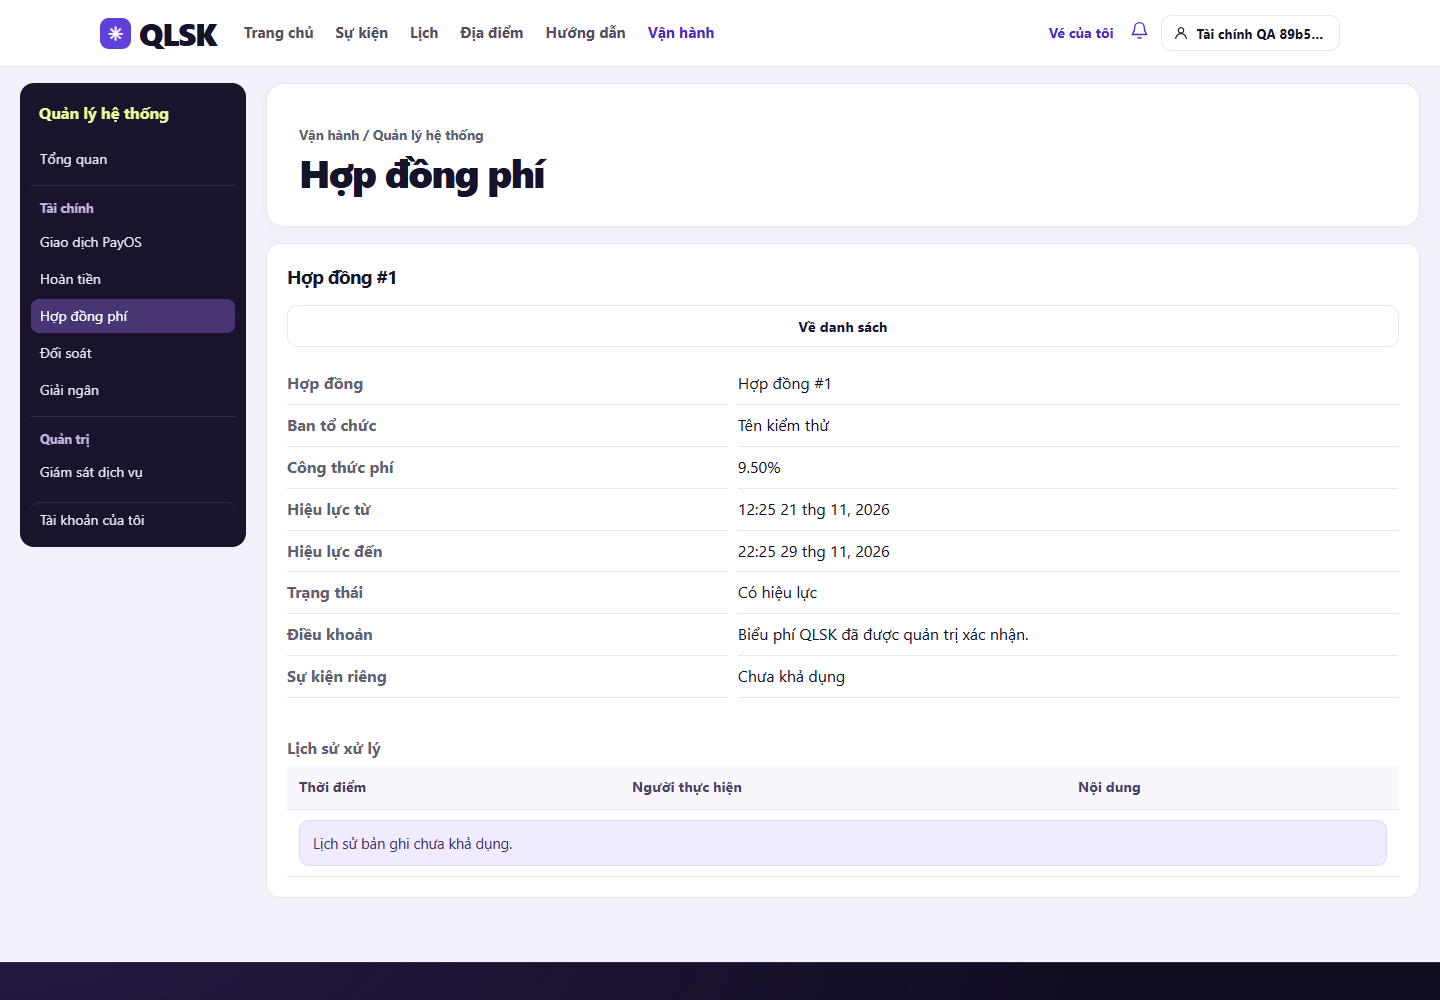 QLSK
Trang chủ
Sự kiện
Lịch
Địa điểm
Hướng dẫn
Vận hành
Vé của tôi
Tài chính QA 89b5...
Quản lý hệ thống
Tổng quan
Tài chính
Giao dịch PayOS
Hoàn tiền
Hợp đồng phí
Đối soát
Giải ngân
Quản trị
Giám sát dịch vụ
Tài khoản của tôi
Vận hành / Quản lý hệ thống
Hợp đồng phí
Hợp đồng #1
Về danh sách
Hợp đồng
Hợp đồng #1
Ban tổ chức
Tên kiểm thử
Công thức phí
9.50%
Hiệu lực từ
12:25 21 thg 11, 2026
Hiệu lực đến
22:25 29 thg 11, 2026
Trạng thái
Có hiệu lực
Điều khoản
Biểu phí QLSK đã được quản trị xác nhận.
Sự kiện riêng
Chưa khả dụng
Lịch sử xử lý
Thời điểm
Người thực hiện
Nội dung
Lịch sử bản ghi chưa khả dụng.